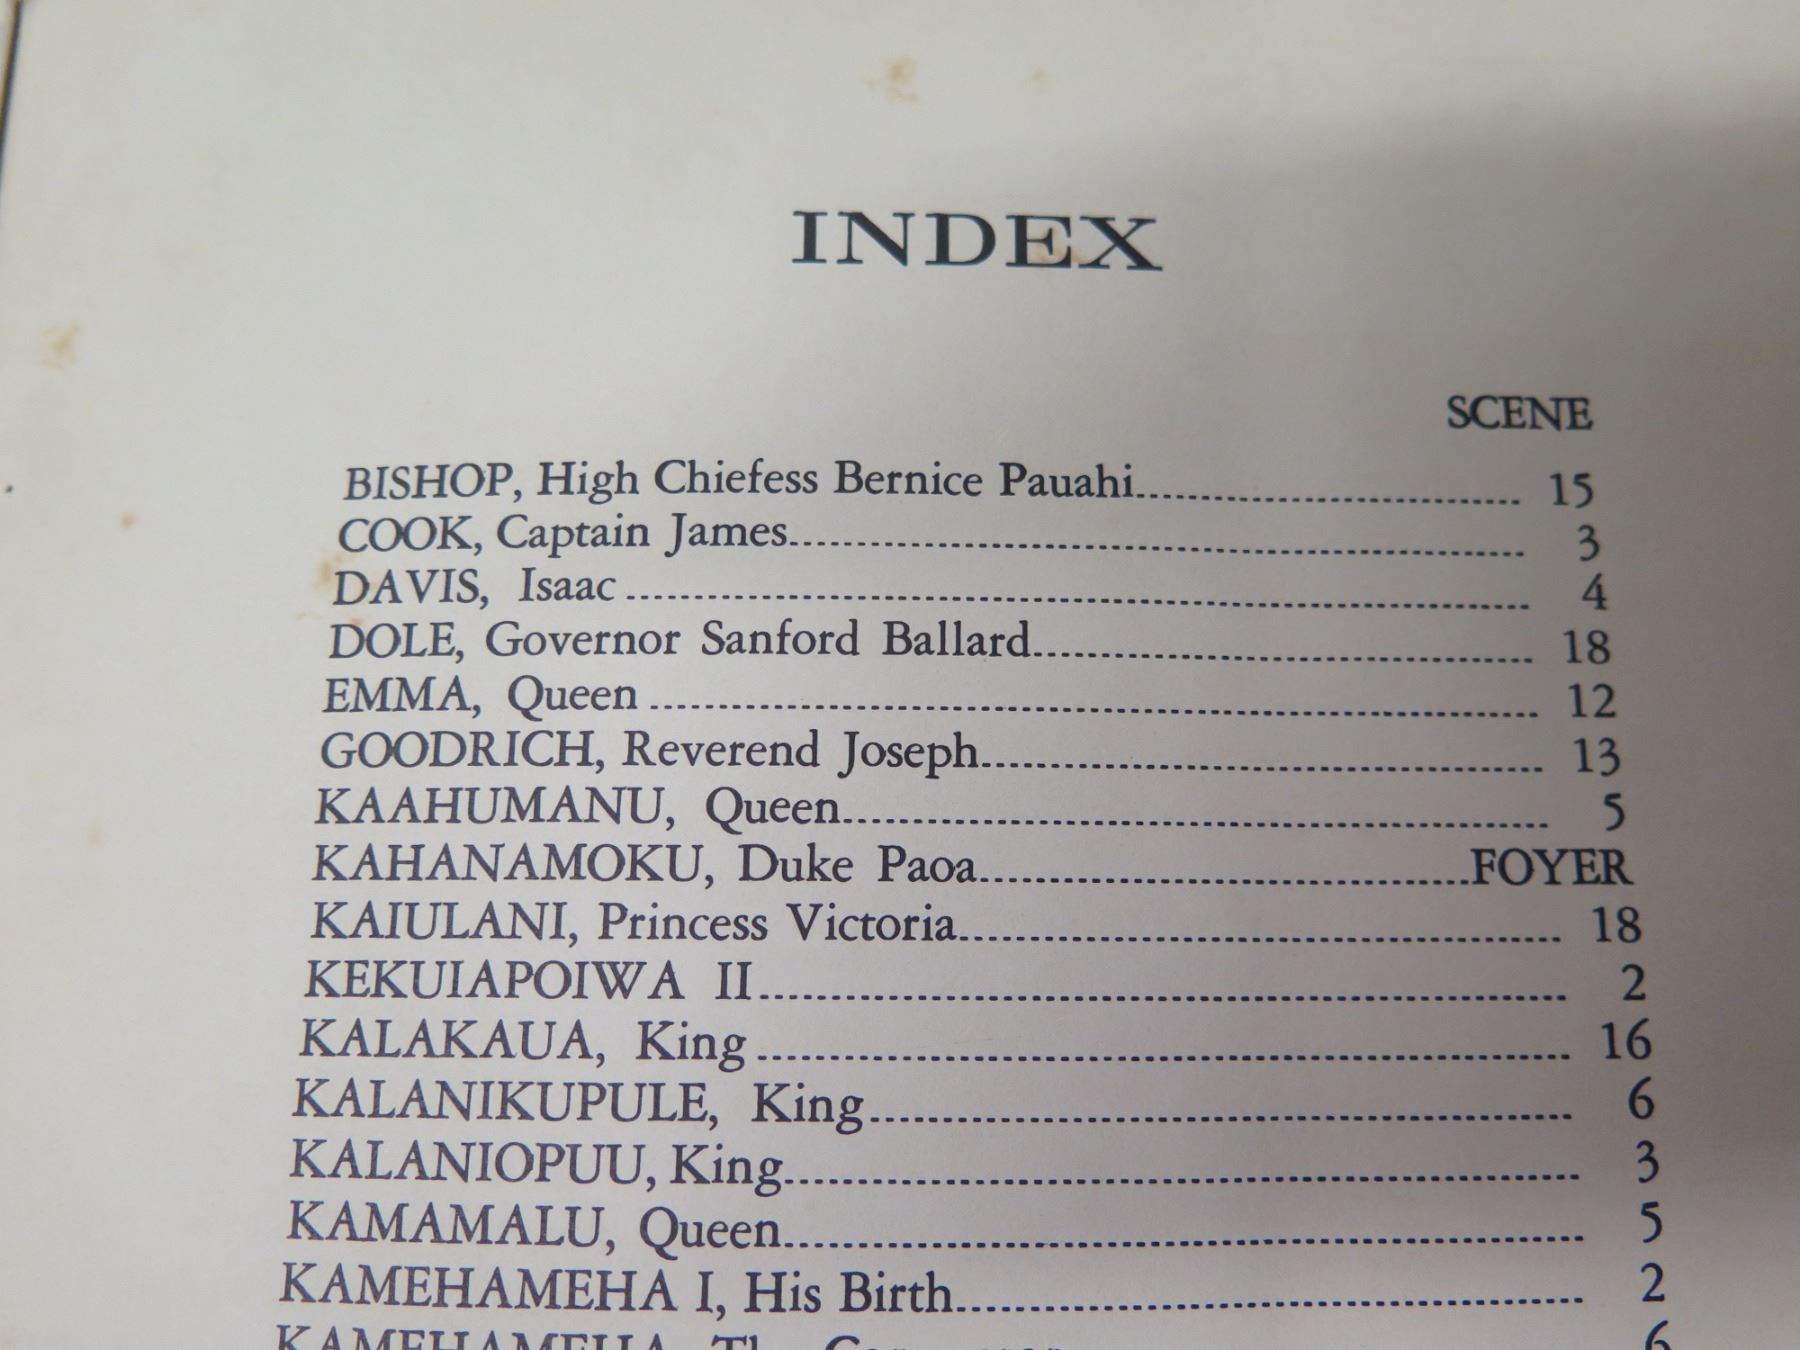 INDEX
SCENE
BISHOP, High Chiefess Bernice Pauahi........................................ 15
COOK, Captain James........................................ 3
DAVIS, Isaac ........................................ 4
DOLE, Governor Sanford Ballard........................................ 18
EMMA, Queen ........................................ 12
GOODRICH, Reverend Joseph........................................ 13
KAAHUMANU, Queen........................................ 5
KAHANAMOKU, Duke Paoa........................................FOYER
KAIULANI, Princess Victoria........................................ 18
KEKUIAPOIWA II........................................ 2
KALAKAUA, King ........................................ 16
KALANIKUPULE, King........................................ 6
KALANIOPUU, King........................................ 3
KAMAMALU, Queen........................................ 5
KAMEHAMEHA I, His Birth........................................ 2
KAMEHAMEHA, The 6